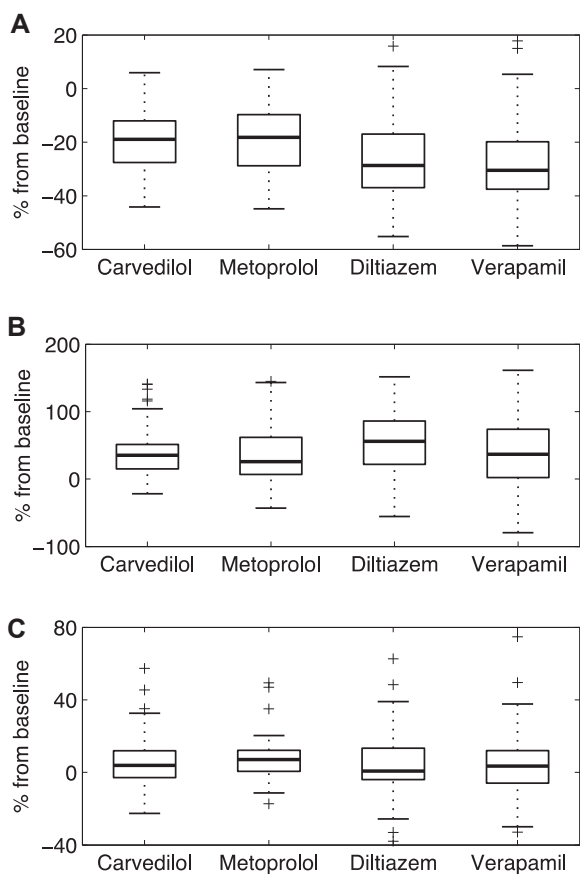 A
% from baseline
20
0
−20
−40
−60
Carvedilol Metoprolol Diltiazem Verapamil
B
% from baseline
200
100
0
−100
Carvedilol Metoprolol Diltiazem Verapamil
C
% from baseline
80
40
0
−40
Carvedilol Metoprolol Diltiazem Verapamil